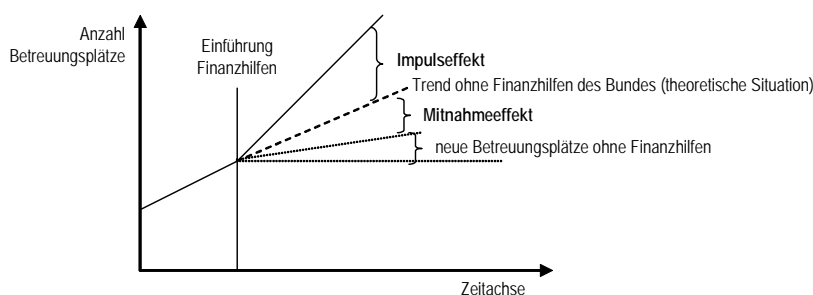 Anzahl
Betreuungsplätze
Einführung
Finanzhilfen
Impulseffekt
Trend ohne Finanzhilfen des Bundes (theoretische Situation)
Mitnahmeeffekt
neue Betreuungsplätze ohne Finanzhilfen
Zeitachse